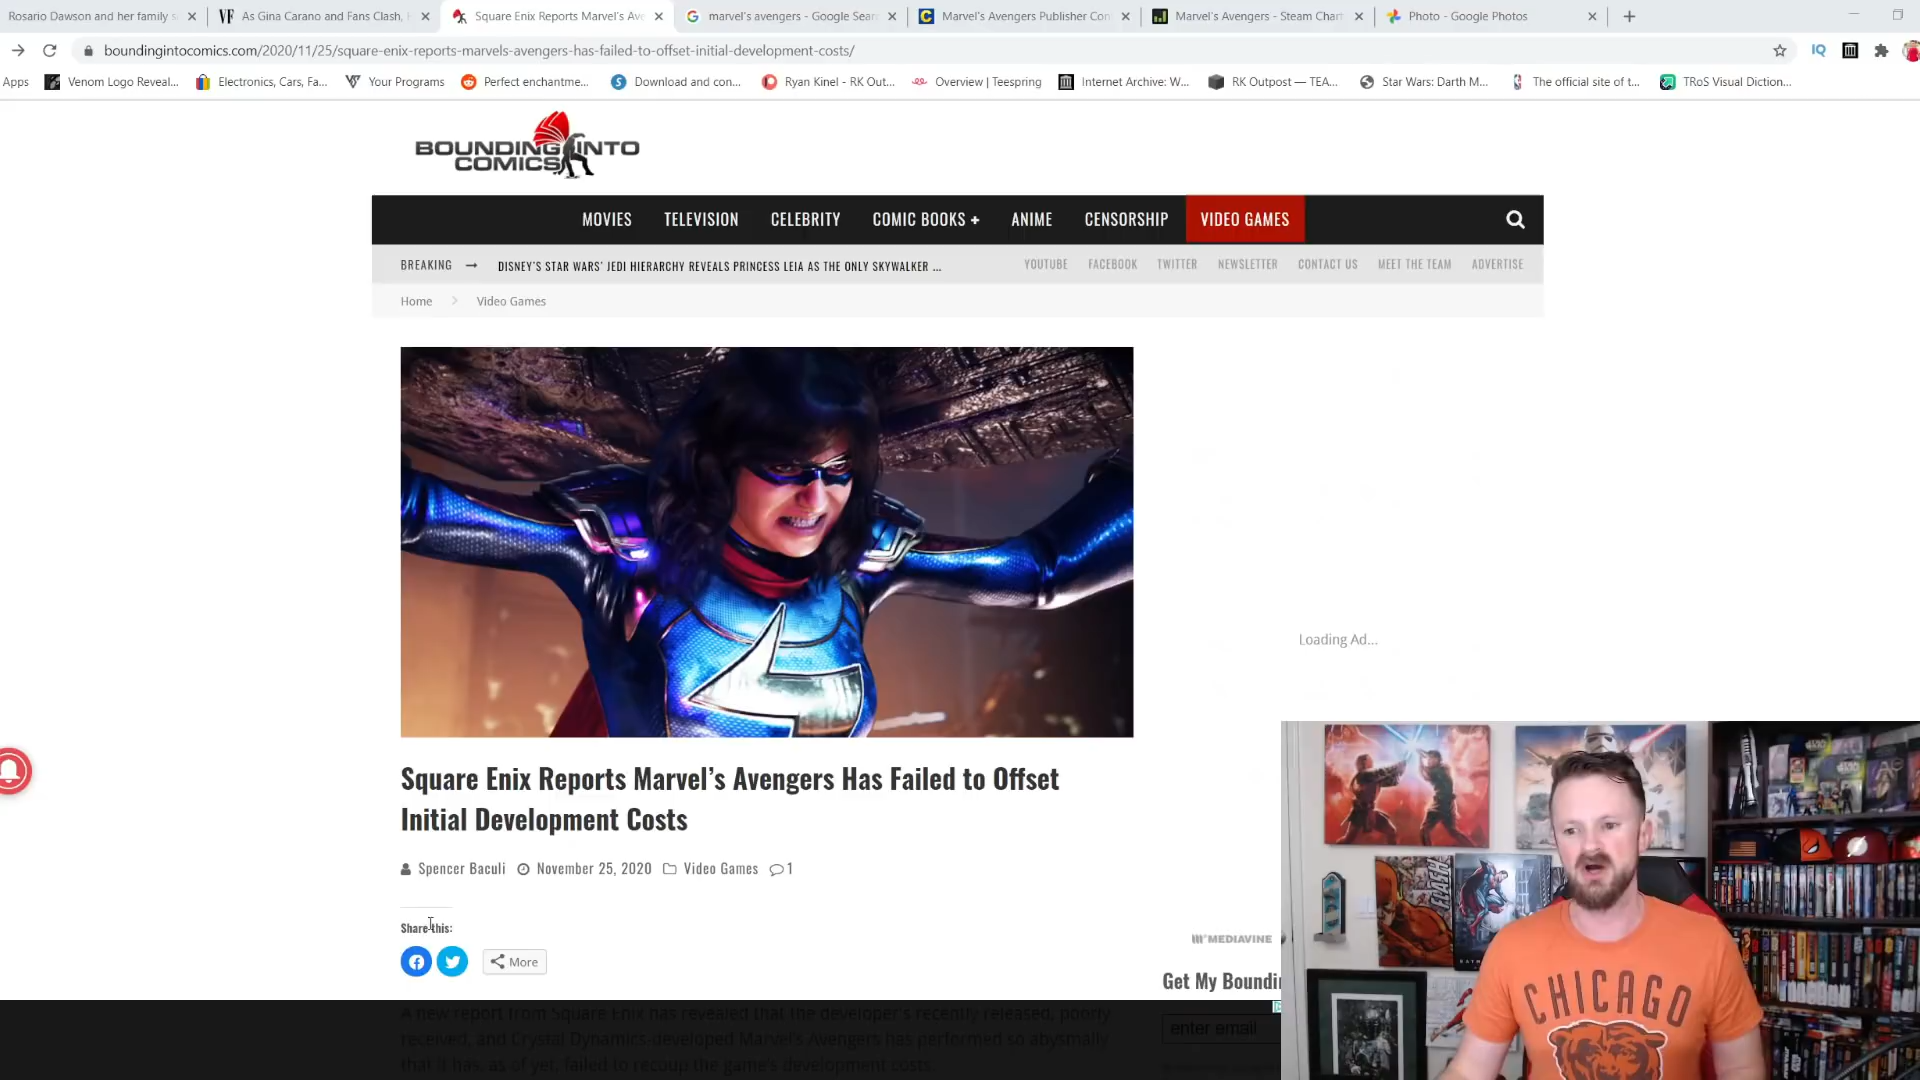 Rosario Dawson and her family s
VF As Gina Carano and Fans Clash,
Square Enix Reports Marvel's Ave
marvel's avengers - Google Sear
Marvel's Avengers Publisher Con
Marvel's Avengers - Steam Chart
Photo - Google Photos
boundingintocomics.com/2020/11/25/square-enix-reports-marvels-avengers-has-failed-to-offset-initial-development-costs/
IQ
Apps
Venom Logo Reveal...
Electronics, Cars, Fa...
Your Programs
Perfect enchantme...
Download and con...
Ryan Kinel - RK Out...
Overview | Teespring
Internet Archive: W...
RK Outpost — TEA...
Star Wars: Darth M...
The official site of t...
TRoS Visual Diction...
BOUNDING INTO
COMICS
MOVIES TELEVISION CELEBRITY COMIC BOOKS + ANIME CENSORSHIP VIDEO GAMES
BREAKING → DISNEY'S STAR WARS' JEDI HIERARCHY REVEALS PRINCESS LEIA AS THE ONLY SKYWALKER ...
YOUTUBE FACEBOOK TWITTER NEWSLETTER CONTACT US MEET THE TEAM ADVERTISE
Home > Video Games
Loading Ad...
Square Enix Reports Marvel's Avengers Has Failed to Offset
Initial Development Costs
Spencer Baculi November 25, 2020 Video Games 1
Share this:
More
MEDIAVINE
Get My Boundi
enter email
A new report from Square Enix has revealed that the developer's recently released, poorly
received, and Crystal Dynamics-developed Marvel's Avengers has performed so abysmally
that it has, as of yet, failed to recoup the game's development costs.
CHICAGO